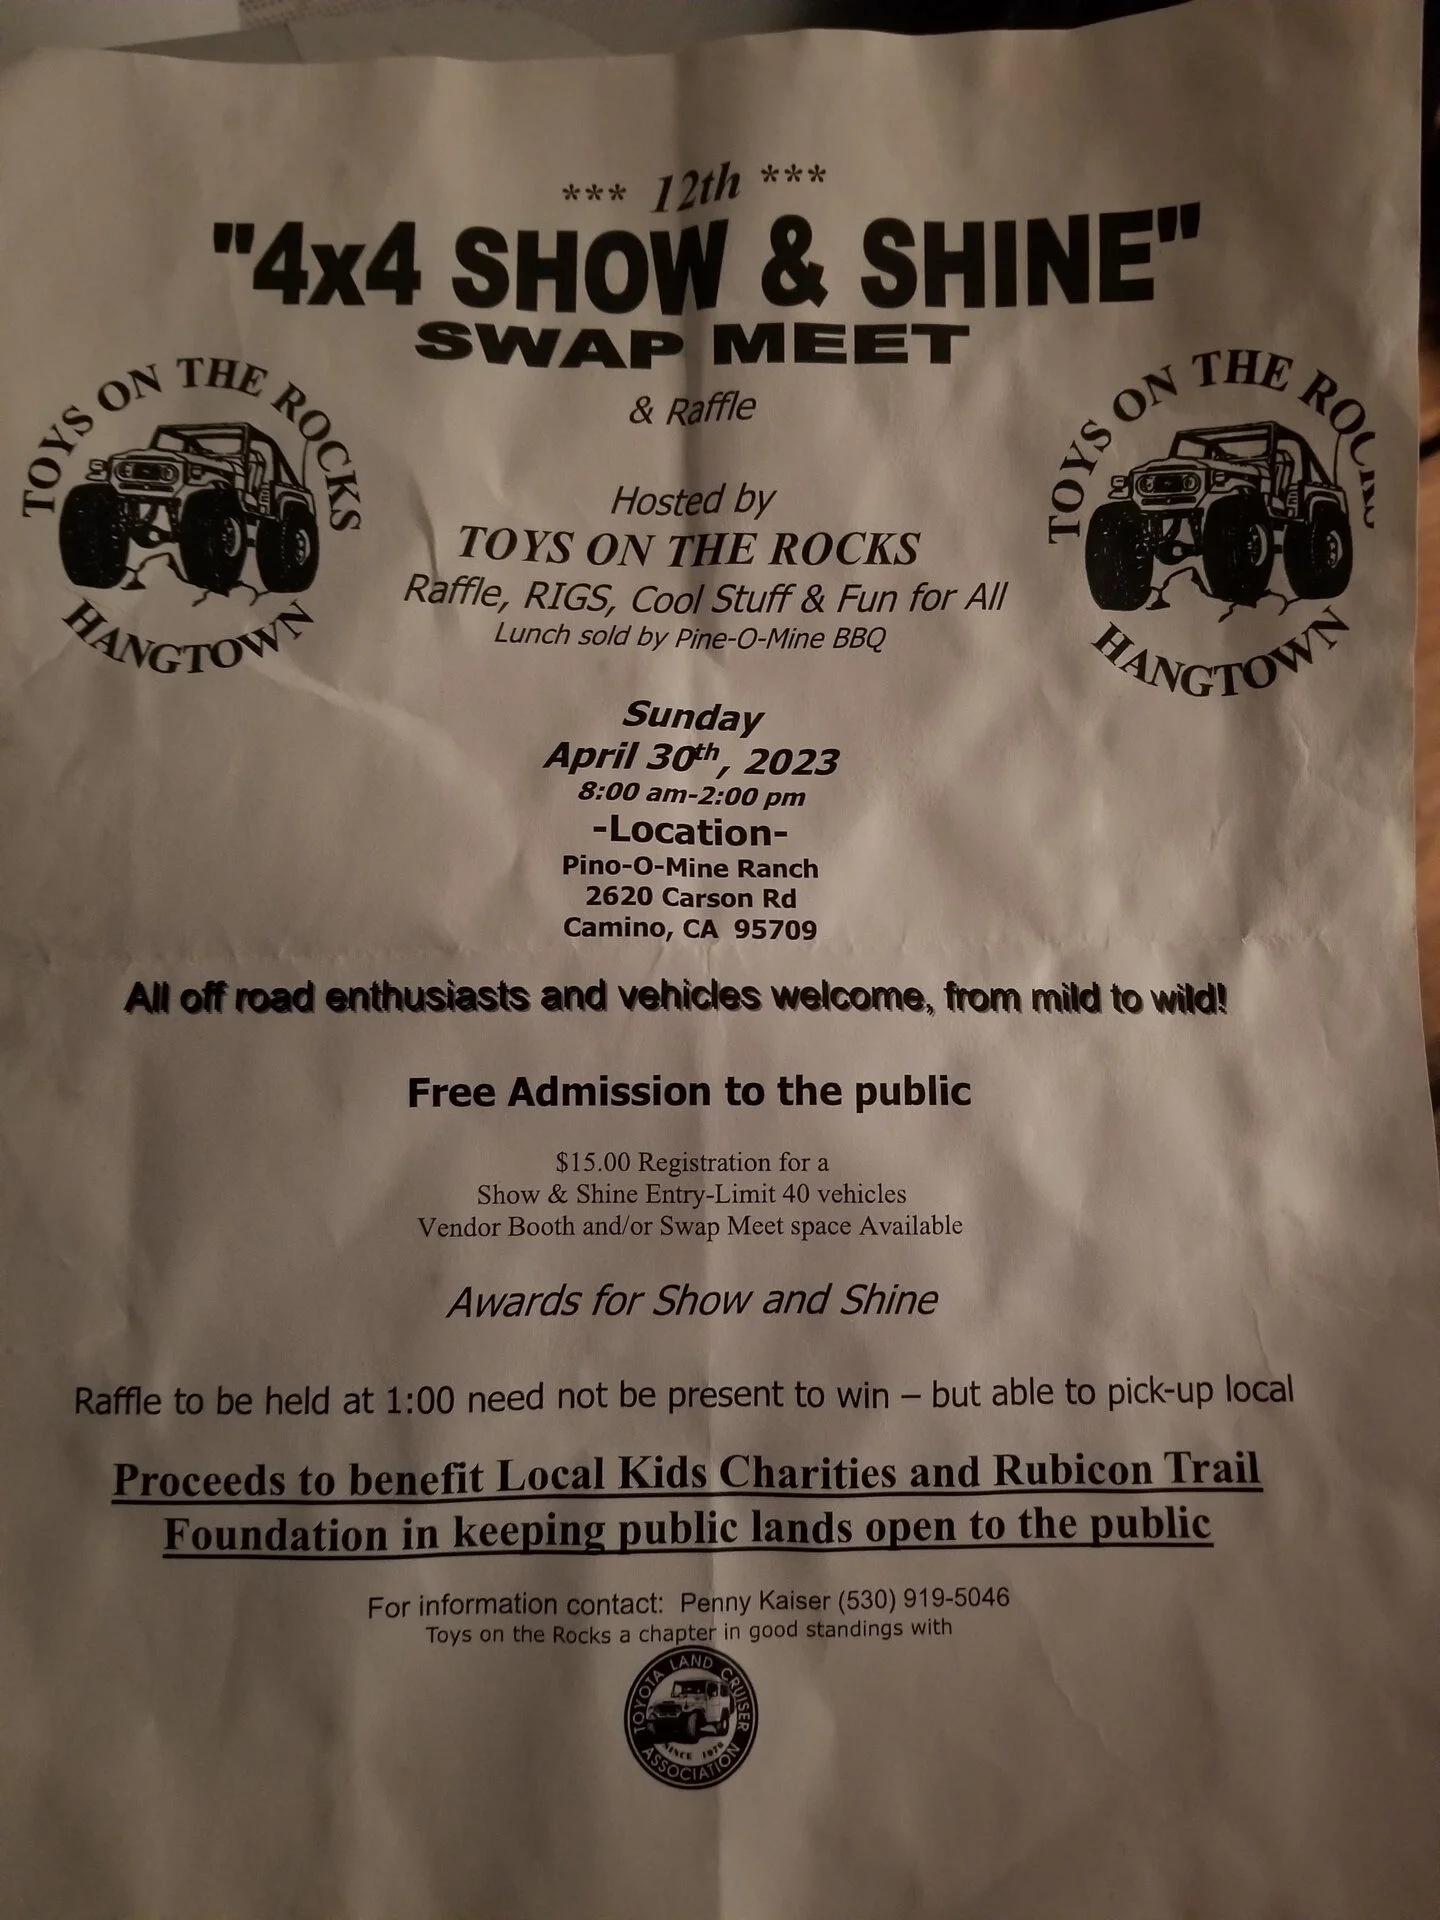 *** 12th ***
"4x4 SHOW & SHINE"
SWAP MEET
& Raffle
TOYS ON THE ROCKS
HANGTOWN
TOYS ON THE ROCKS
HANGTOWN
Hosted by
TOYS ON THE ROCKS
Raffle, RIGS, Cool Stuff & Fun for All
Lunch sold by Pine-O-Mine BBQ
Sunday
April 30th, 2023
8:00 am-2:00 pm
-Location-
Pino-O-Mine Ranch
2620 Carson Rd
Camino, CA 95709
All off road enthusiasts and vehicles welcome, from mild to wild!
Free Admission to the public
$15.00 Registration for a
Show & Shine Entry-Limit 40 vehicles
Vendor Booth and/or Swap Meet space Available
Awards for Show and Shine
Raffle to be held at 1:00 need not be present to win – but able to pick-up local
Proceeds to benefit Local Kids Charities and Rubicon Trail
Foundation in keeping public lands open to the public
For information contact: Penny Kaiser (530) 919-5046
Toys on the Rocks a chapter in good standings with
TOYOTA LAND CRUISER
SINCE 1976
ASSOCIATION